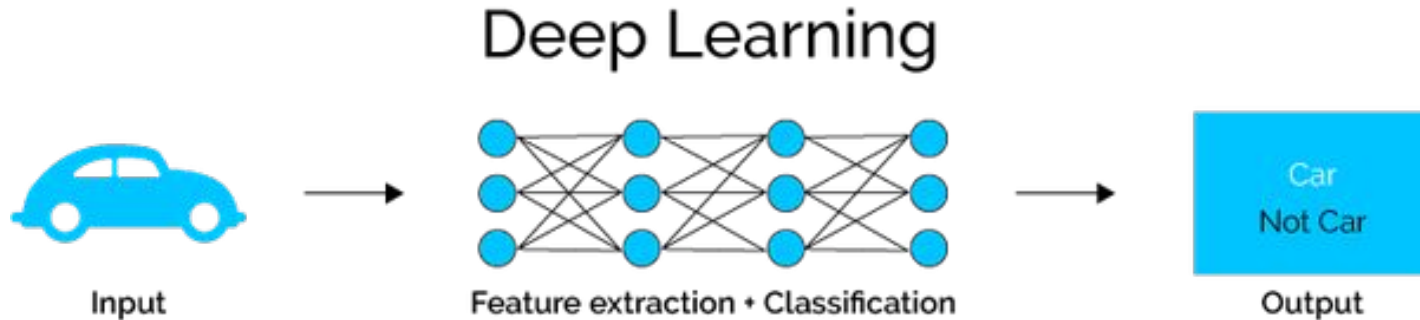 Deep Learning
Car
Not Car
Input
Feature extraction + Classification
Output